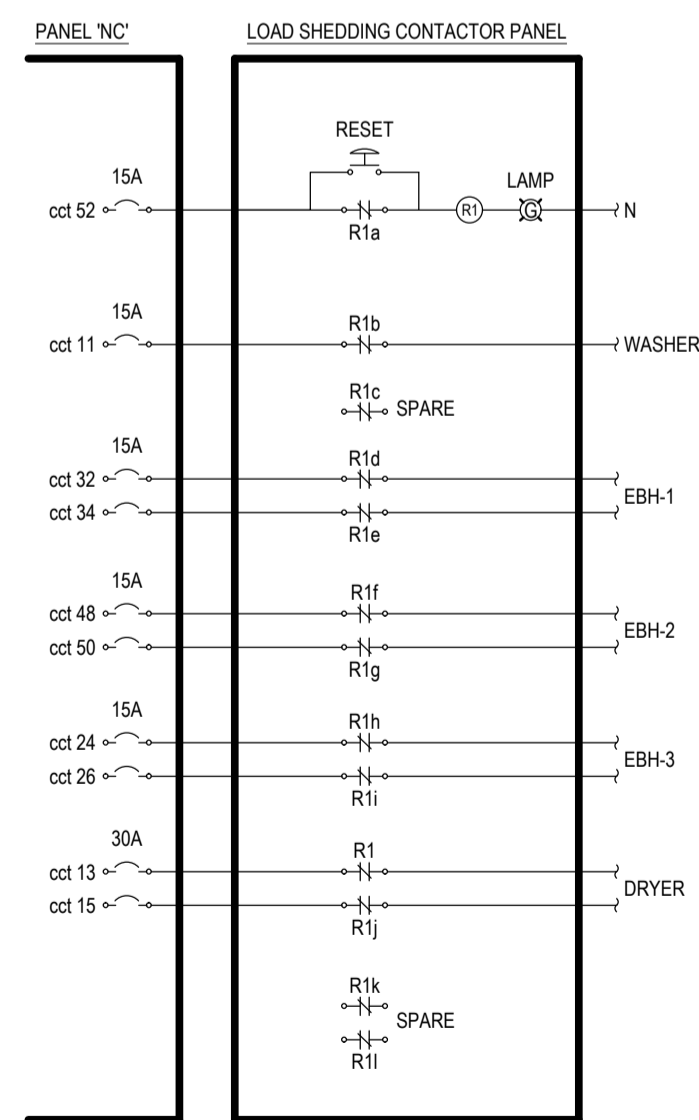 PANEL 'NC' LOAD SHEDDING CONTACTOR PANEL
RESET
15A LAMP
cct 52 R1 G N
R1a
15A
R1b
cct 11 WASHER
R1c
SPARE
15A
R1d
cct 32
EBH-1
cct 34
R1e
15A
R1f
cct 48
EBH-2
cct 50
R1g
15A
R1h
cct 24
EBH-3
cct 26
R1i
30A
R1
cct 13
DRYER
cct 15
R1j
R1k
SPARE
R1l